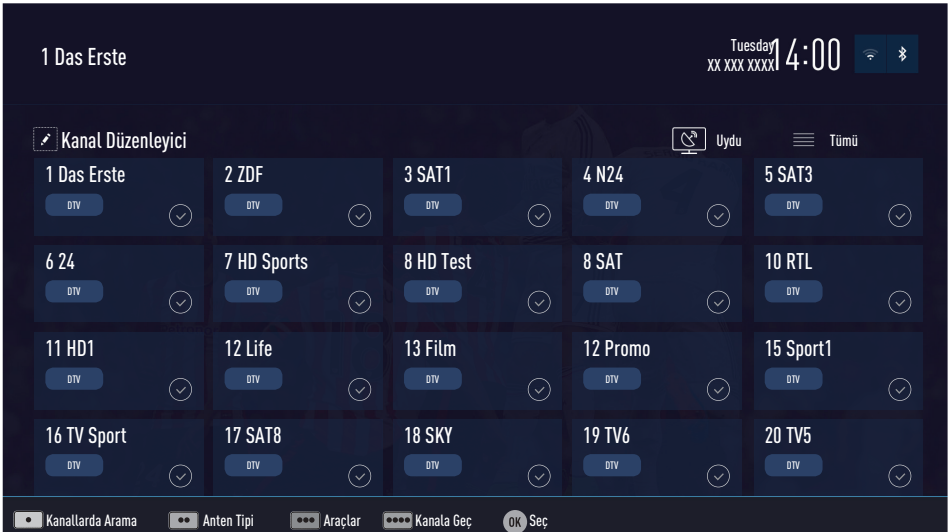 1 Das Erste
Tuesday
XX XXX XXXX
14:00
Kanal Düzenleyici
Uydu
Tümü
1 Das Erste
2 ZDF
3 SAT1
4 N24
5 SAT3
DTV
DTV
DTV
DTV
DTV
6 24
7 HD Sports
8 HD Test
8 SAT
10 RTL
DTV
DTV
DTV
DTV
DTV
11 HD1
12 Life
13 Film
12 Promo
15 Sport1
DTV
DTV
DTV
DTV
DTV
16 TV Sport
17 SAT8
18 SKY
19 TV6
20 TV5
DTV
DTV
DTV
DTV
DTV
Kanallarda Arama
Anten Tipi
Araçlar
Kanala Geç
OK Seç